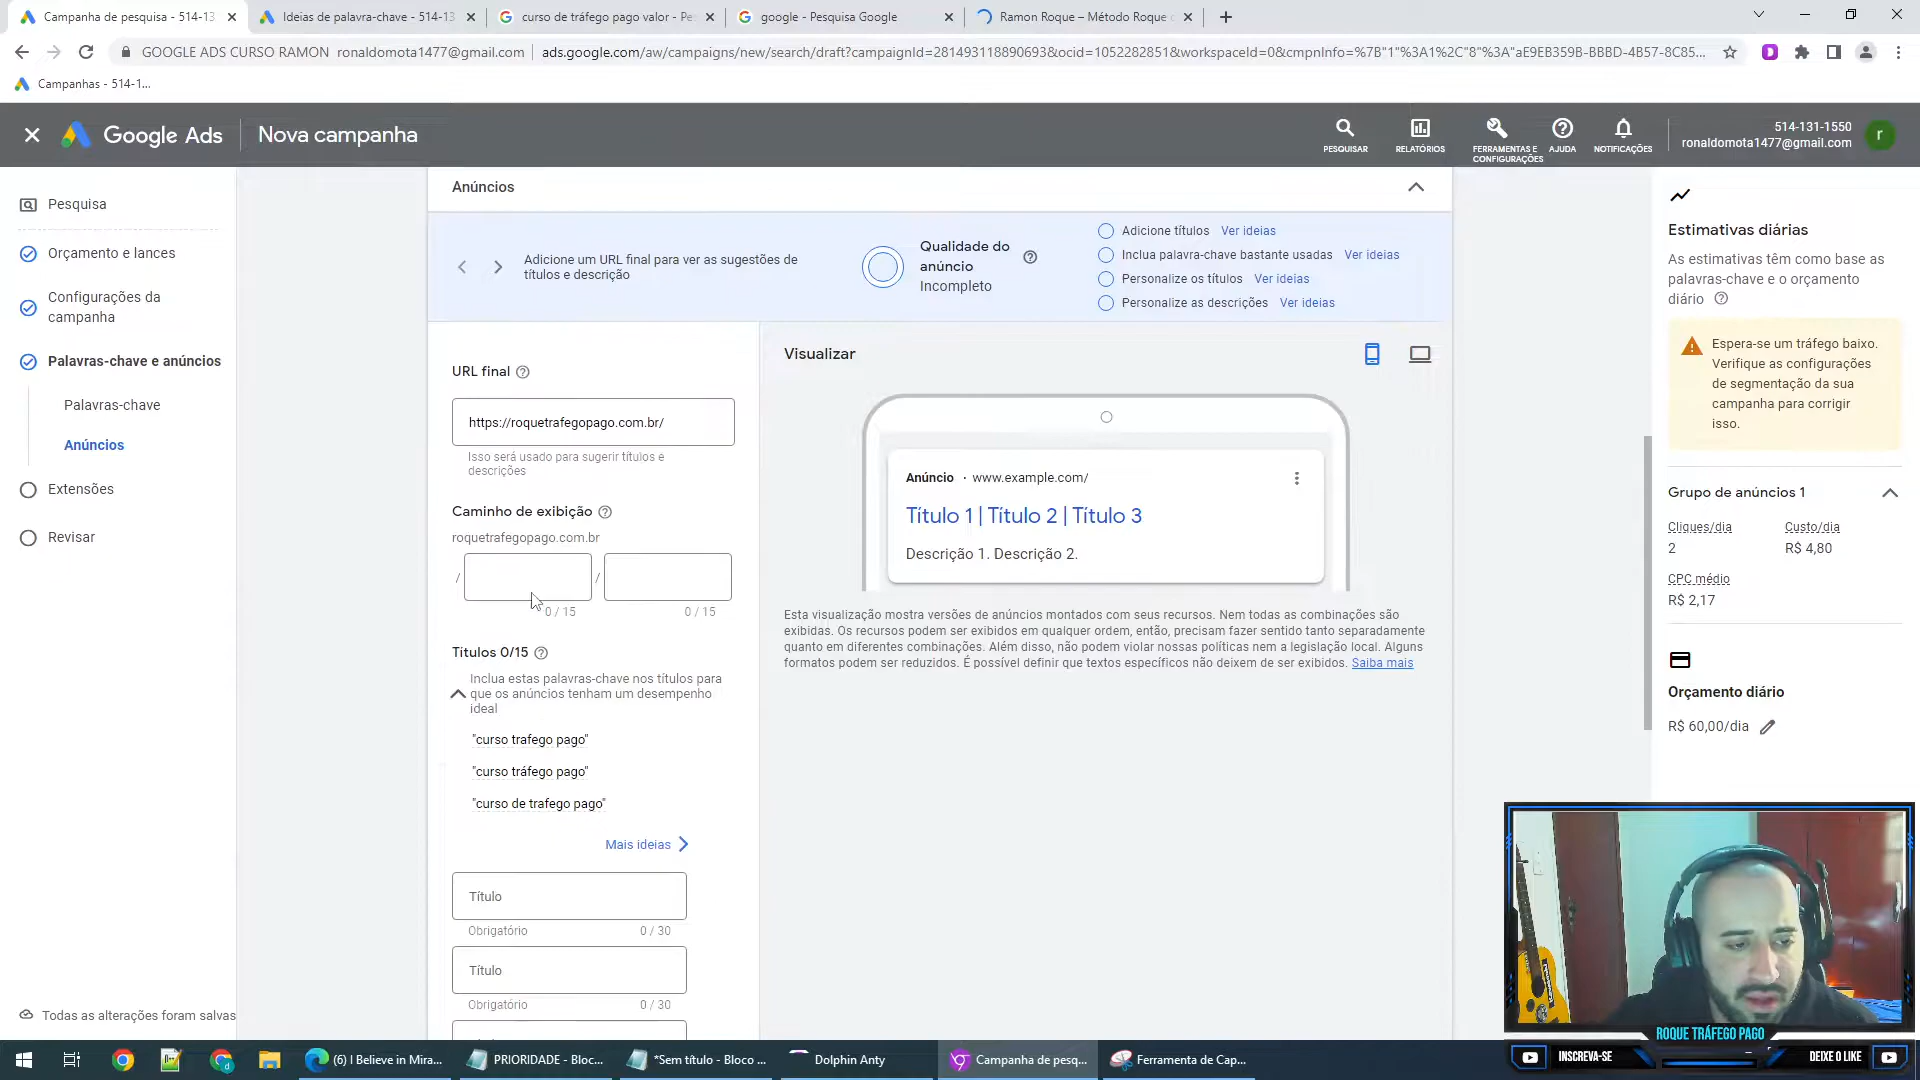 Campanha de pesquisa - 514-13
Ideias de palavra-chave - 514-13
curso de tráfego pago valor - Pe
google - Pesquisa Google
Ramon Roque – Método Roque
GOOGLE ADS CURSO RAMON ronaldomota1477@gmail.com
ads.google.com/aw/campaigns/new/search/draft?campaignId=281493118890693&ocid=1052282851&workspaceId=0&cmpnInfo=%7B"1"%3A1%2C"8"%3A"aE9EB359B-BBBD-4B57-8C85...
Campanhas - 514-1...
Google Ads
Nova campanha
PESQUISAR
RELATÓRIOS
FERRAMENTAS E CONFIGURAÇÕES
AJUDA
NOTIFICAÇÕES
514-131-1550
ronaldomota1477@gmail.com
r
Pesquisa
Orçamento e lances
Configurações da
campanha
Palavras-chave e anúncios
Palavras-chave
Anúncios
Extensões
Revisar
Todas as alterações foram salvas
Anúncios
Adicione um URL final para ver as sugestões de
títulos e descrição
Qualidade do
anúncio
Incompleto
Adicione títulos Ver ideias
Inclua palavra-chave bastante usadas Ver ideias
Personalize os títulos Ver ideias
Personalize as descrições Ver ideias
URL final
https://roquetrafegopago.com.br/
Isso será usado para sugerir títulos e
descrições
Caminho de exibição
roquetrafegopago.com.br
/ /
0 / 15 0 / 15
Títulos 0/15
Inclua estas palavras-chave nos títulos para
que os anúncios tenham um desempenho
ideal
"curso trafego pago"
"curso tráfego pago"
"curso de trafego pago"
Mais ideias
Título
Obrigatório 0 / 30
Título
Obrigatório 0 / 30
Visualizar
Anúncio · www.example.com/
Título 1 | Título 2 | Título 3
Descrição 1. Descrição 2.
Esta visualização mostra versões de anúncios montados com seus recursos. Nem todas as combinações são
exibidas. Os recursos podem ser exibidos em qualquer ordem, então, precisam fazer sentido tanto separadamente
quanto em diferentes combinações. Além disso, não podem violar nossas políticas nem a legislação local. Alguns
formatos podem ser reduzidos. É possível definir que textos específicos não deixem de ser exibidos. Saiba mais
Estimativas diárias
As estimativas têm como base as
palavras-chave e o orçamento
diário
Espera-se um tráfego baixo.
Verifique as configurações
de segmentação da sua
campanha para corrigir
isso.
Grupo de anúncios 1
Cliques/dia Custo/dia
2 R$ 4,80
CPC médio
R$ 2,17
Orçamento diário
R$ 60,00/dia
ROQUE TRÁFEGO PAGO
INSCREVA-SE
DEIXE O LIKE
(6) I Believe in Mira...
PRIORIDADE - Bloc...
*Sem título - Bloco ...
Dolphin Anty
Campanha de pesq...
Ferramenta de Cap...